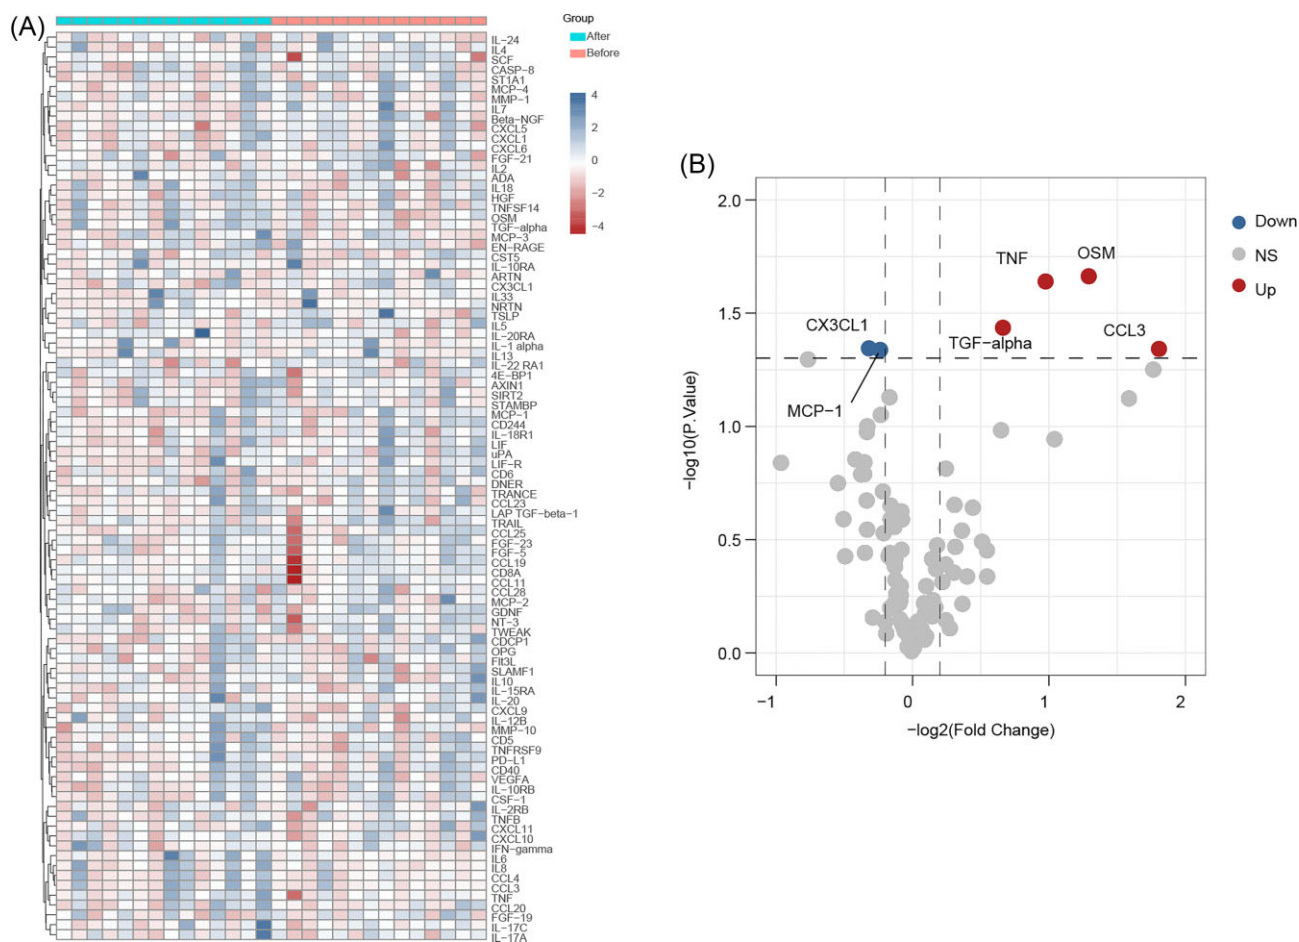 (A)
Group
After
Before
4
2
0
−2
−4
IL-24
IL4
SCF
CASP-8
ST1A1
MCP-4
MMP-1
IL7
Beta-NGF
CXCL5
CXCL1
CXCL6
FGF-21
IL2
ADA
IL18
HGF
TNFSF14
OSM
TGF-alpha
MCP-3
EN-RAGE
CST5
IL-10RA
ARTN
CX3CL1
IL33
NRTN
TSLP
IL5
IL-20RA
IL-1 alpha
IL13
IL-22 RA1
4E-BP1
AXIN1
SIRT2
STAMBP
MCP-1
CD244
IL-18R1
LIF
uPA
LIF-R
CD6
DNER
TRANCE
CCL23
LAP TGF-beta-1
TRAIL
CCL25
FGF-23
FGF-5
CCL19
CD8A
CCL11
CCL28
MCP-2
GDNF
NT-3
TWEAK
CDCP1
OPG
Flt3L
SLAMF1
IL10
IL-15RA
IL-20
CXCL9
IL-12B
MMP-10
CD5
TNFRSF9
PD-L1
CD40
VEGFA
IL-10RB
CSF-1
IL-2RB
TNFB
CXCL11
CXCL10
IFN-gamma
IL6
IL8
CCL4
CCL3
TNF
CCL20
FGF-19
IL-17C
IL-17A
(B)
2.0
1.5
1.0
0.5
0.0
−log10(P.Value)
−1
0
1
2
−log2(Fold Change)
TNF
OSM
CX3CL1
TGF−alpha
CCL3
MCP−1
Down
NS
Up